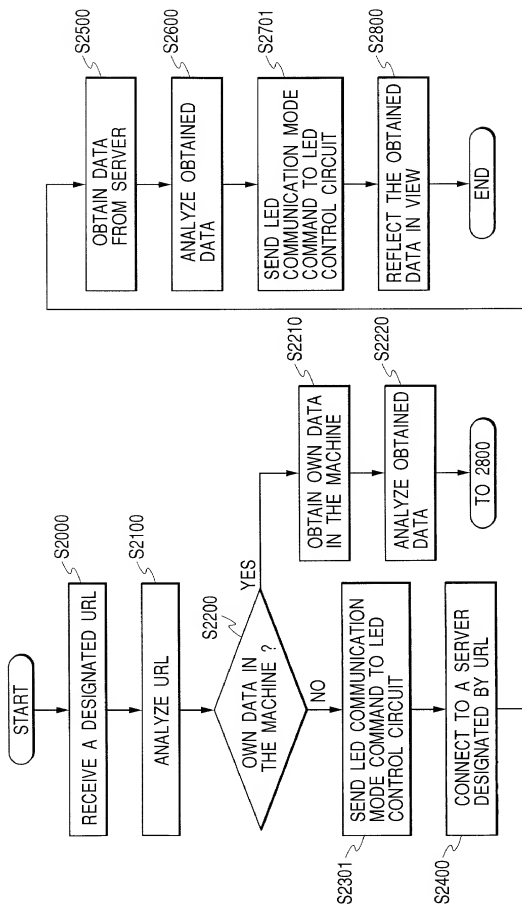 START
S2000
RECEIVE A DESIGNATED URL
S2100
ANALYZE URL
S2200
OWN DATA IN
THE MACHINE ?
YES
NO
S2210
OBTAIN OWN DATA
IN THE MACHINE
S2220
ANALYZE OBTAINED
DATA
TO 2800
SEND LED COMMUNICATION
MODE COMMAND TO LED
CONTROL CIRCUIT
S2301
CONNECT TO A SERVER
DESIGNATED BY URL
S2400
S2500
OBTAIN DATA
FROM SERVER
S2600
ANALYZE OBTAINED
DATA
S2701
SEND LED
COMMUNICATION MODE
COMMAND TO LED
CONTROL CIRCUIT
S2800
REFLECT THE OBTAINED
DATA IN VIEW
END